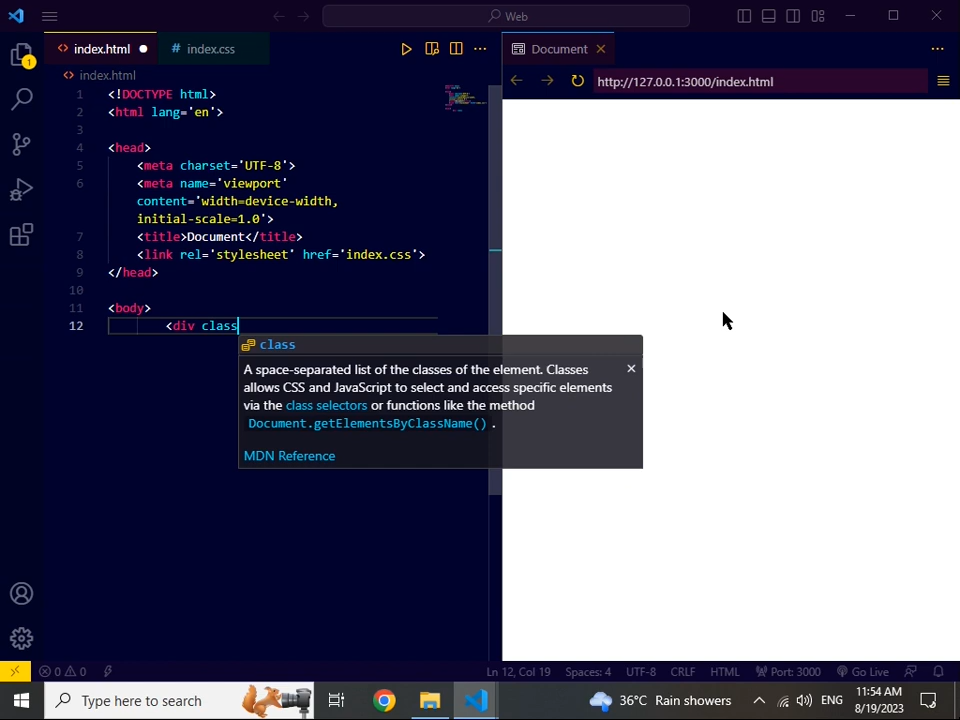 Web
index.html
# index.css
Document
index.html
http://127.0.0.1:3000/index.html
1
1 <!DOCTYPE html>
2 <html lang='en'>
3
4 <head>
5 <meta charset='UTF-8'>
6 <meta name='viewport'
content='width=device-width,
initial-scale=1.0'>
7 <title>Document</title>
8 <link rel='stylesheet' href='index.css'>
9 </head>
10
11 <body>
12 <div class
class
A space-separated list of the classes of the element. Classes
allows CSS and JavaScript to select and access specific elements
via the class selectors or functions like the method
Document.getElementsByClassName() .
MDN Reference
0 0 Ln 12, Col 19 Spaces: 4 UTF-8 CRLF HTML Port: 3000 Go Live
Type here to search
36°C Rain showers
ENG
11:54 AM
8/19/2023